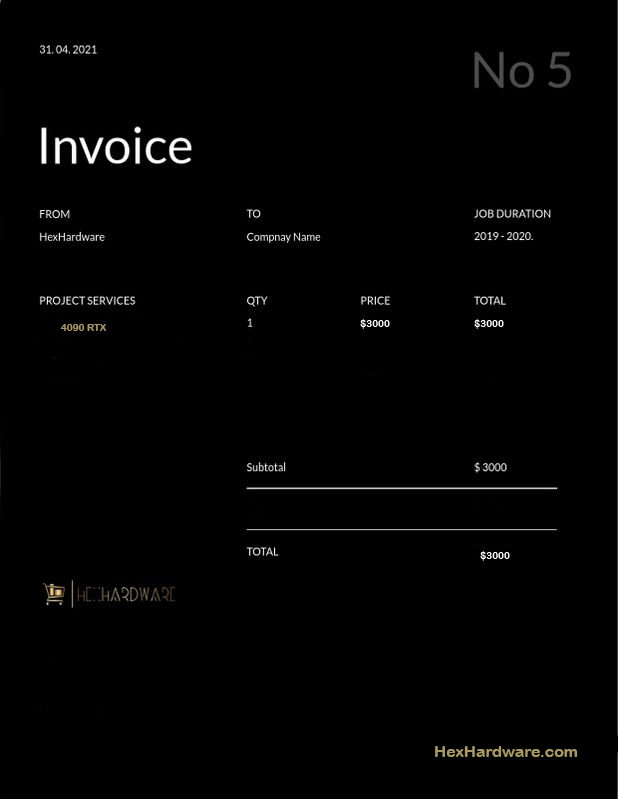 31. 04. 2021
No 5
Invoice
FROM
TO
JOB DURATION
HexHardware
Compnay Name
2019 - 2020.
PROJECT SERVICES
QTY
PRICE
TOTAL
4090 RTX
1
$3000
$3000
Subtotal
$ 3000
TOTAL
$3000
HEXHARDWARE
HexHardware.com